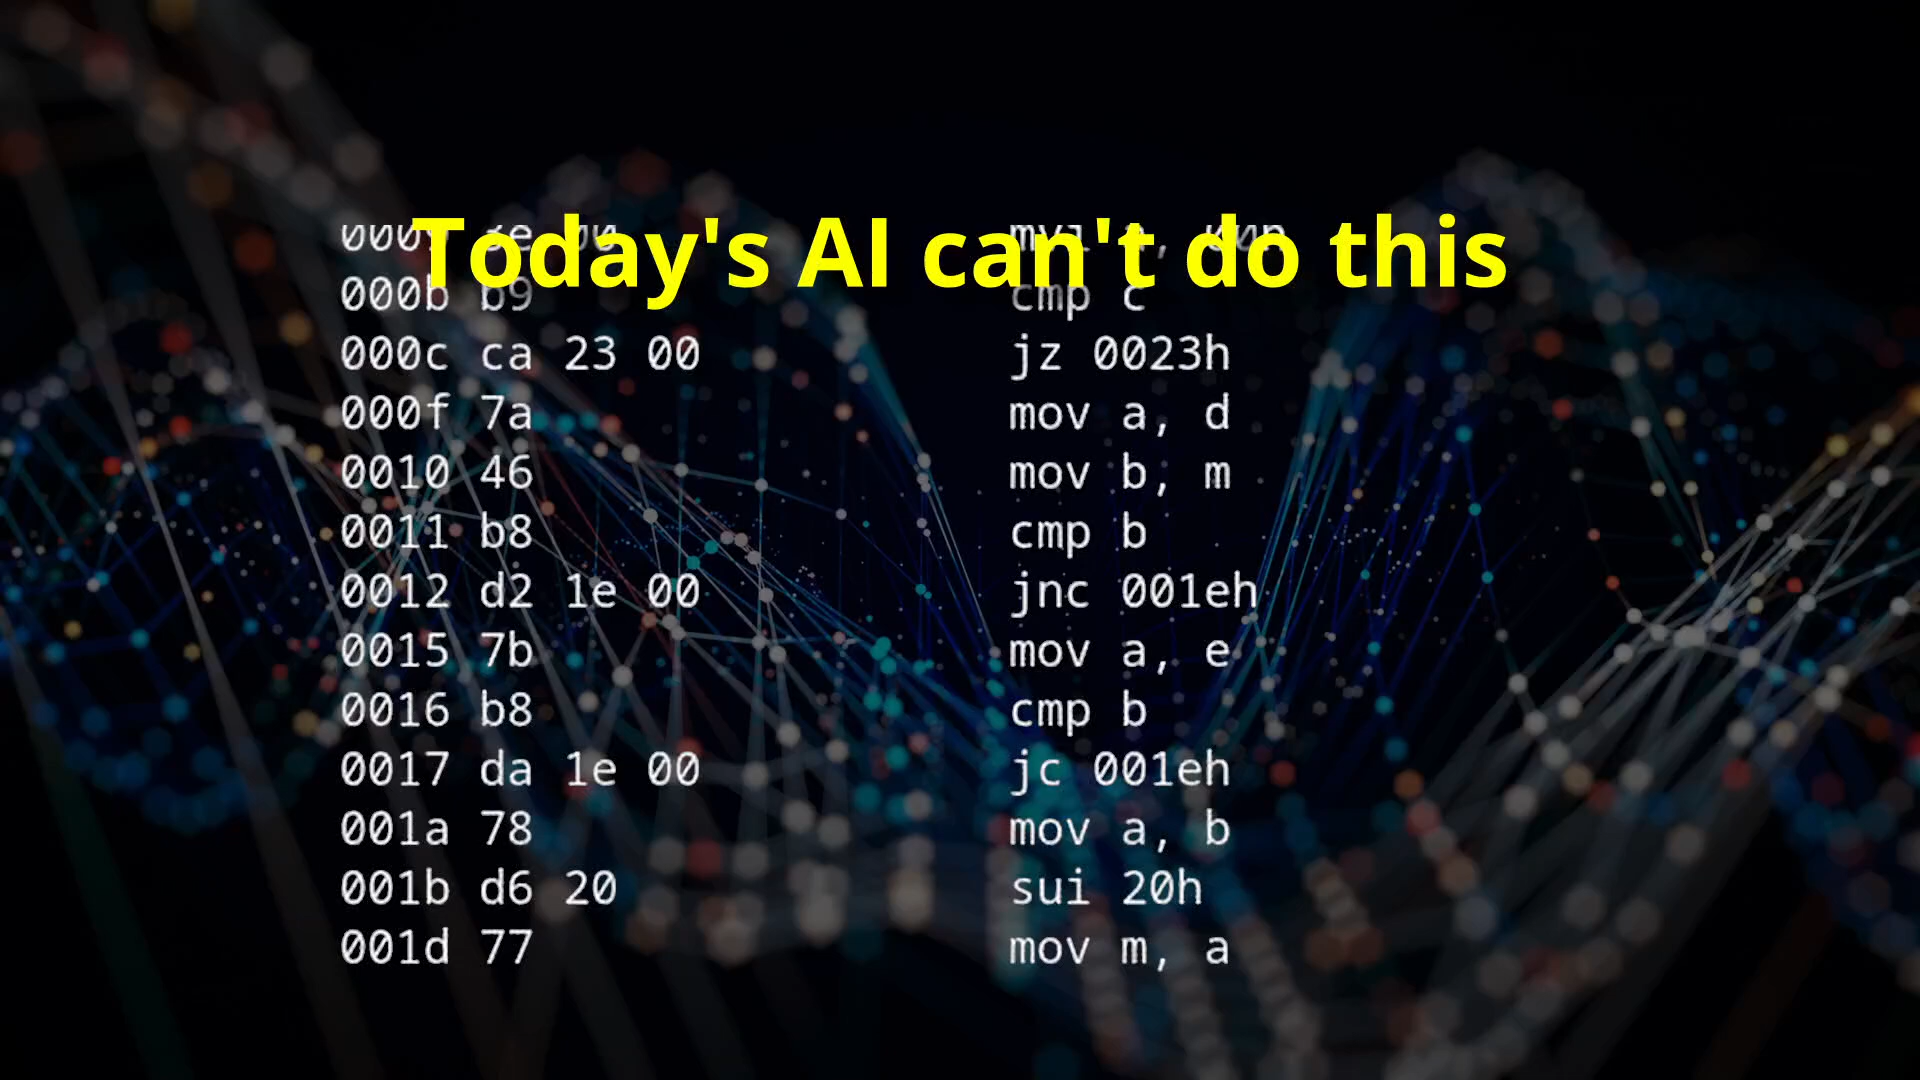 Today's AI can't do this
000b b9 cmp c
000c ca 23 00 jz 0023h
000f 7a mov a, d
0010 46 mov b, m
0011 b8 cmp b
0012 d2 1e 00 jnc 001eh
0015 7b mov a, e
0016 b8 cmp b
0017 da 1e 00 jc 001eh
001a 78 mov a, b
001b d6 20 sui 20h
001d 77 mov m, a